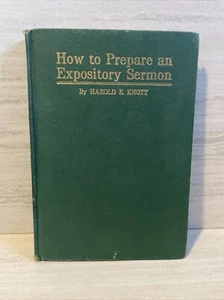 How to Prepare an
Expository Sermon
By HAROLD E. KNOTT